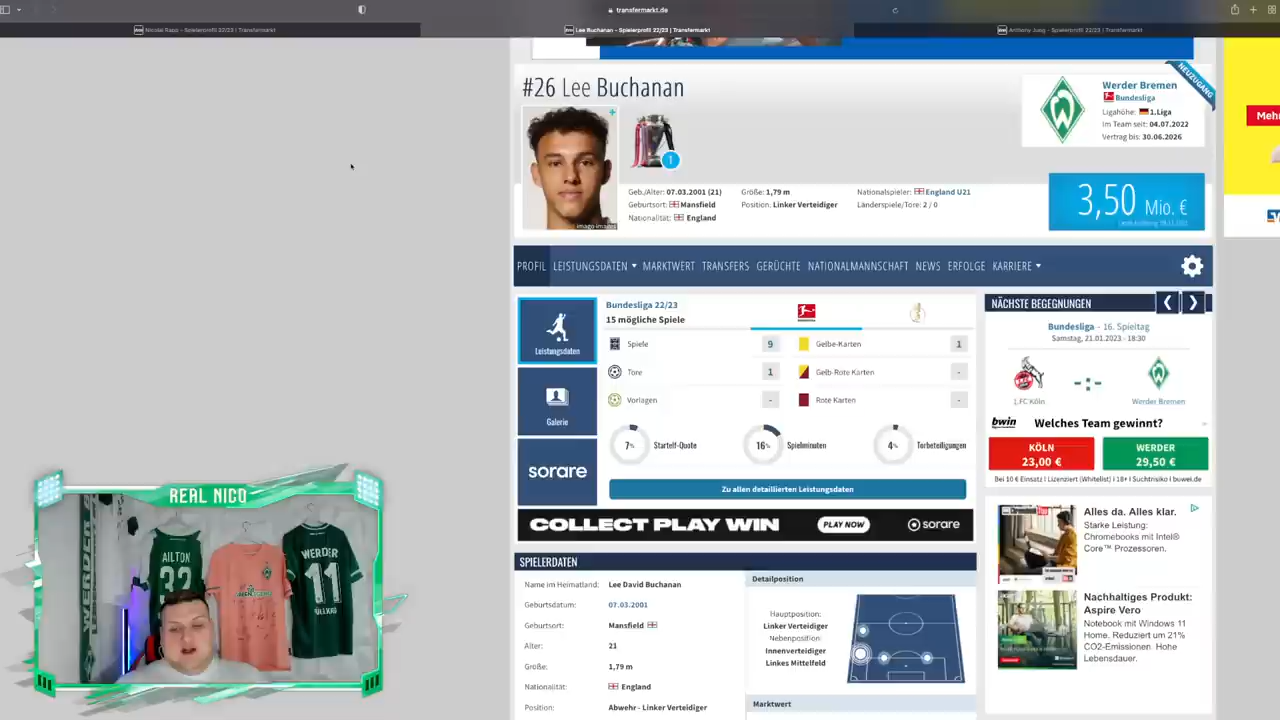 transfermarkt.de
Nicolai Rapp - Spielerprofil 22/23 | Transfermarkt
Lee Buchanan - Spielerprofil 22/23 | Transfermarkt
Anthony Jung - Spielerprofil 22/23 | Transfermarkt
#26 Lee Buchanan
1
imago images
Geb./Alter: 07.03.2001 (21)
Geburtsort: Mansfield
Nationalität: England
Größe: 1,79 m
Position: Linker Verteidiger
Nationalspieler: England U21
Länderspiele/Tore: 2 / 0
NEUZUGANG
Werder Bremen
Bundesliga
Ligahöhe: 1.Liga
Im Team seit: 04.07.2022
Vertrag bis: 30.06.2026
3,50 Mio. €
Meh
PROFIL LEISTUNGSDATEN MARKTWERT TRANSFERS GERÜCHTE NATIONALMANNSCHAFT NEWS ERFOLGE KARRIERE
Leistungsdaten
Galerie
sorare
Bundesliga 22/23
15 mögliche Spiele
Spiele 9
Gelbe-Karten 1
Tore 1
Gelb-Rote Karten -
Vorlagen -
Rote Karten -
7% Startelf-Quote
16% Spielminuten
4% Torbeteiligungen
Zu allen detaillierten Leistungsdaten
COLLECT PLAY WIN PLAY NOW sorare
NÄCHSTE BEGEGNUNGEN
Bundesliga - 16. Spieltag
Samstag, 21.01.2023 - 18:30
-:-
1.FC Köln
Werder Bremen
bwin Welches Team gewinnt?
KÖLN
23,00 €
WERDER
29,50 €
Bei 10 € Einsatz | Lizenziert (Whitelist) | 18+ | Suchtrisiko | buwei.de
Alles da. Alles klar.
Starke Leistung:
Chromebooks mit Intel®
Core™ Prozessoren.
Nachhaltiges Produkt:
Aspire Vero
Notebook mit Windows 11
Home. Reduziert um 21%
CO2-Emissionen Hohe
Lebensdauer.
SPIELERDATEN
Name im Heimatland: Lee David Buchanan
Geburtsdatum: 07.03.2001
Geburtsort: Mansfield
Alter: 21
Größe: 1,79 m
Nationalität: England
Position: Abwehr - Linker Verteidiger
Detailposition
Hauptposition:
Linker Verteidiger
Nebenposition:
Innenverteidiger
Linkes Mittelfeld
Marktwert
REAL NICO
AILTON
32
WERDER
11